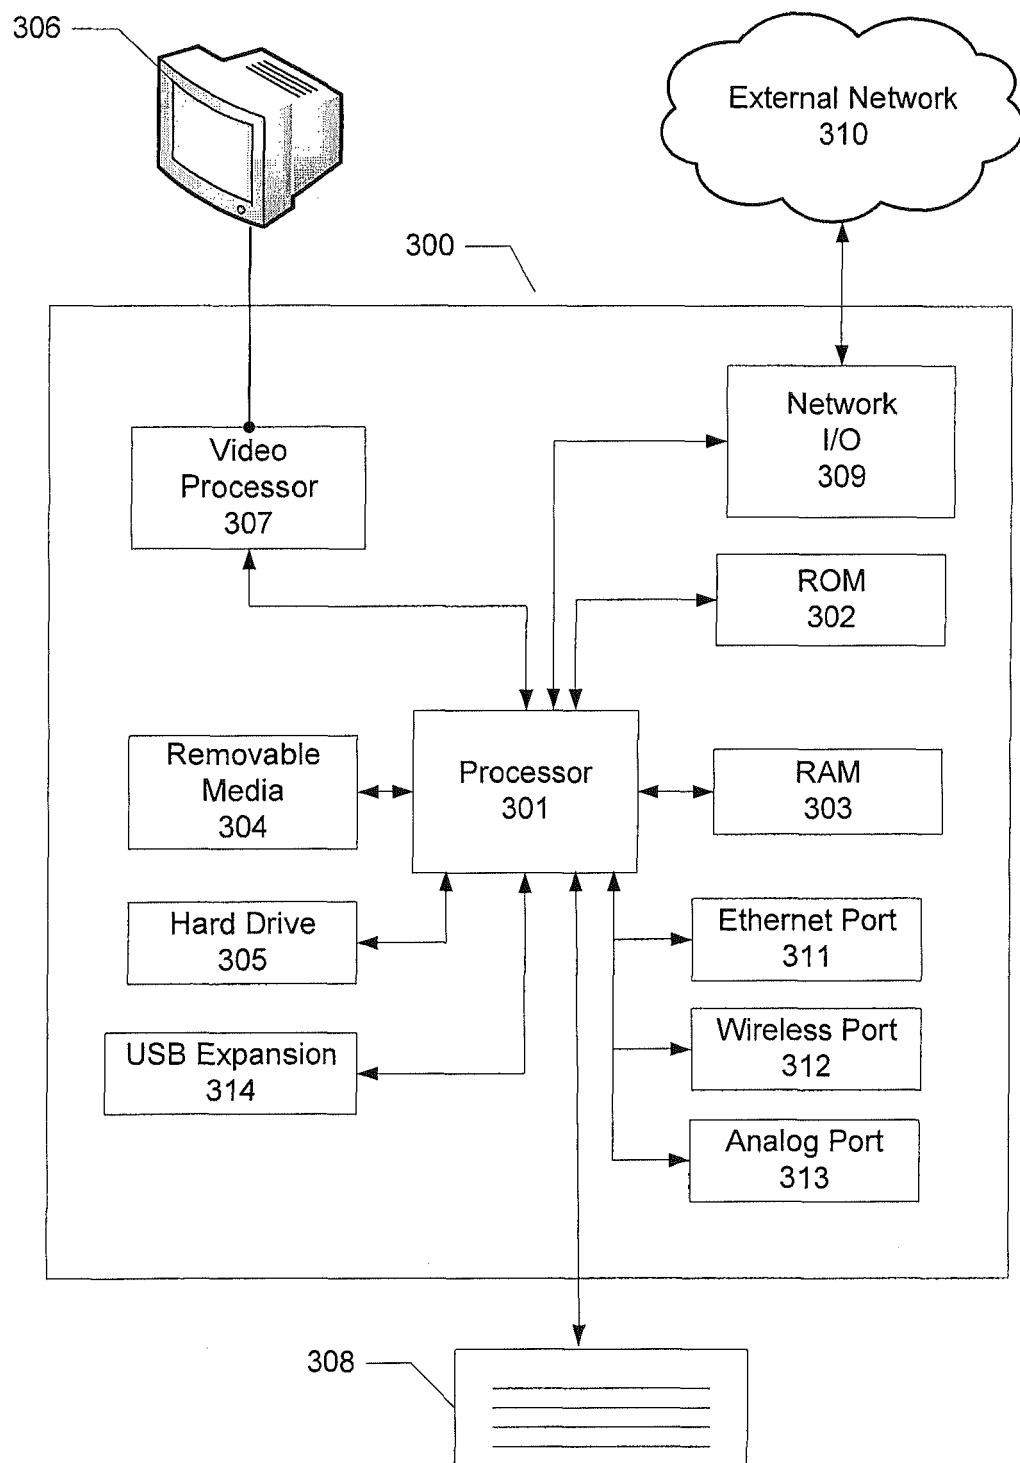 306
External Network
310
300
Network
I/O
309
Video
Processor
307
ROM
302
Removable
Media
304
Processor
301
RAM
303
Hard Drive
305
Ethernet Port
311
USB Expansion
314
Wireless Port
312
Analog Port
313
308